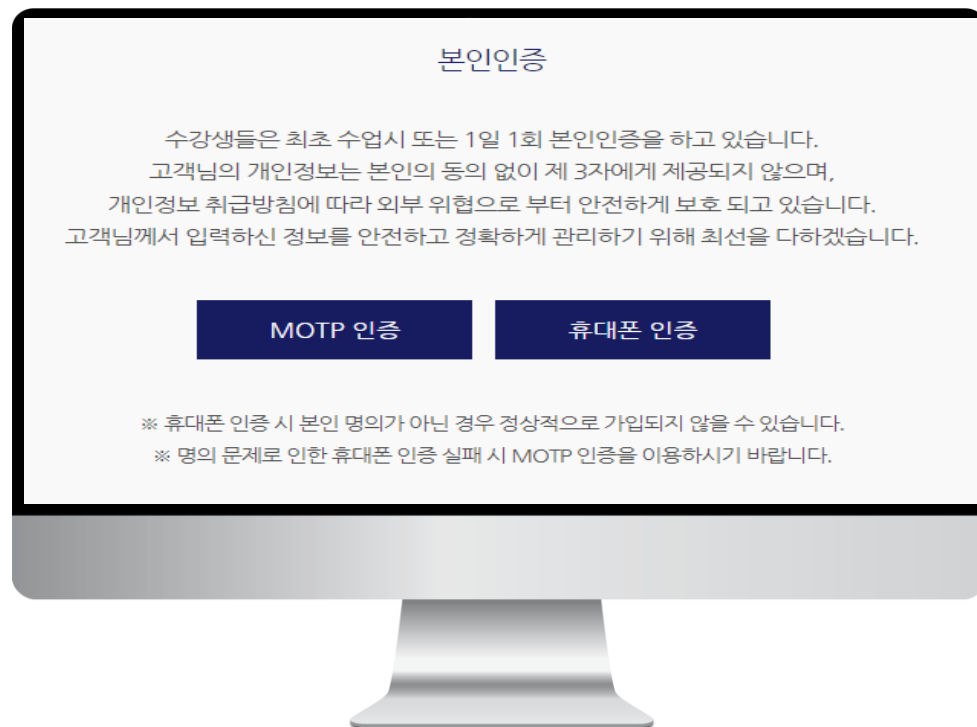 본인인증
수강생들은 최초 수업시 또는 1일 1회 본인인증을 하고 있습니다.
고객님의 개인정보는 본인의 동의 없이 제 3자에게 제공되지 않으며,
개인정보 취급방침에 따라 외부 위협으로 부터 안전하게 보호 되고 있습니다.
고객님께서 입력하신 정보를 안전하고 정확하게 관리하기 위해 최선을 다하겠습니다.
MOTP 인증 휴대폰 인증
※ 휴대폰 인증 시 본인 명의가 아닌 경우 정상적으로 가입되지 않을 수 있습니다.
※ 명의 문제로 인한 휴대폰 인증 실패 시 MOTP 인증을 이용하시기 바랍니다.